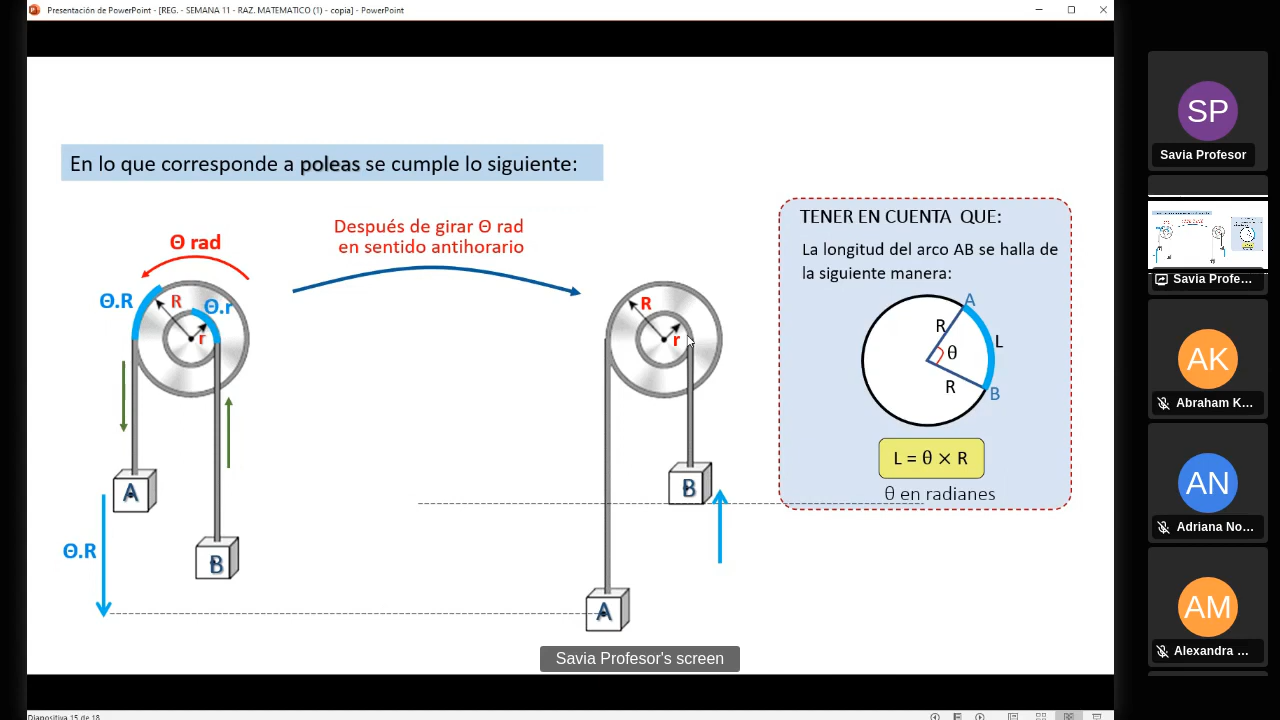 Presentación de PowerPoint - [REG. - SEMANA 11 - RAZ. MATEMATICO (1) - copia] - PowerPoint
En lo que corresponde a poleas se cumple lo siguiente:
Después de girar Θ rad
en sentido antihorario
Θ rad
Θ.R
R
Θ.r
r
A
B
Θ.R
R
r
B
A
TENER EN CUENTA QUE:
La longitud del arco AB se halla de
la siguiente manera:
A
R
L
θ
R
B
L = θ × R
θ en radianes
Savia Profesor's screen
Diapositiva 15 de 18
SP
Savia Profesor
Savia Profe...
AK
Abraham K...
AN
Adriana No...
AM
Alexandra ...